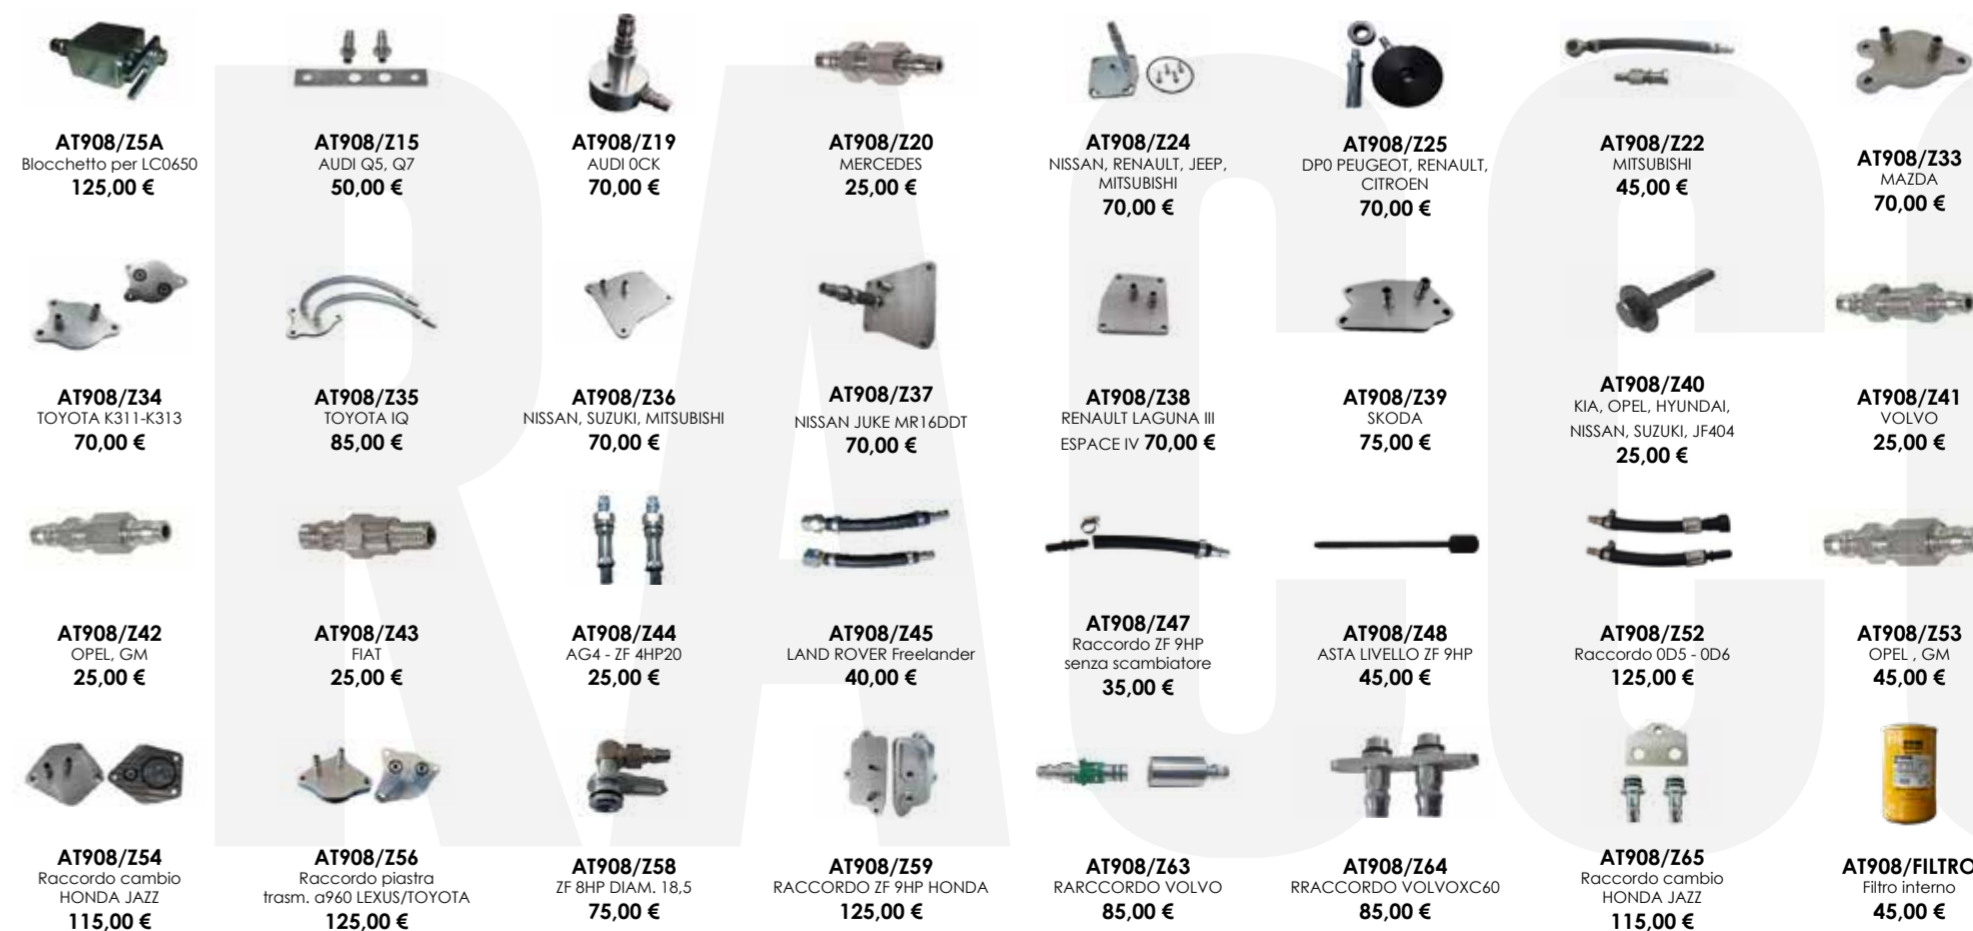 AT908/Z5A
Blocchetto per LC0650
125,00 €
AT908/Z15
AUDI Q5, Q7
50,00 €
AT908/Z19
AUDI 0CK
70,00 €
AT908/Z20
MERCEDES
25,00 €
AT908/Z24
NISSAN, RENAULT, JEEP,
MITSUBISHI
70,00 €
AT908/Z25
DP0 PEUGEOT, RENAULT,
CITROEN
70,00 €
AT908/Z22
MITSUBISHI
45,00 €
AT908/Z33
MAZDA
70,00 €
AT908/Z34
TOYOTA K311-K313
70,00 €
AT908/Z35
TOYOTA IQ
85,00 €
AT908/Z36
NISSAN, SUZUKI, MITSUBISHI
70,00 €
AT908/Z37
NISSAN JUKE MR16DDT
70,00 €
AT908/Z38
RENAULT LAGUNA III
ESPACE IV 70,00 €
AT908/Z39
SKODA
75,00 €
AT908/Z40
KIA, OPEL, HYUNDAI,
NISSAN, SUZUKI, JF404
25,00 €
AT908/Z41
VOLVO
25,00 €
AT908/Z42
OPEL, GM
25,00 €
AT908/Z43
FIAT
25,00 €
AT908/Z44
AG4 - ZF 4HP20
25,00 €
AT908/Z45
LAND ROVER Freelander
40,00 €
AT908/Z47
Raccordo ZF 9HP
senza scambiatore
35,00 €
AT908/Z48
ASTA LIVELLO ZF 9HP
45,00 €
AT908/Z52
Raccordo 0D5 - 0D6
125,00 €
AT908/Z53
OPEL , GM
45,00 €
AT908/Z54
Raccordo cambio
HONDA JAZZ
115,00 €
AT908/Z56
Raccordo piastra
trasm. a960 LEXUS/TOYOTA
125,00 €
AT908/Z58
ZF 8HP DIAM. 18,5
75,00 €
AT908/Z59
RACCORDO ZF 9HP HONDA
125,00 €
AT908/Z63
RARCCORDO VOLVO
85,00 €
AT908/Z64
RRACCORDO VOLVOXC60
85,00 €
AT908/Z65
Raccordo cambio
HONDA JAZZ
115,00 €
AT908/FILTRO
Filtro interno
45,00 €
RACC